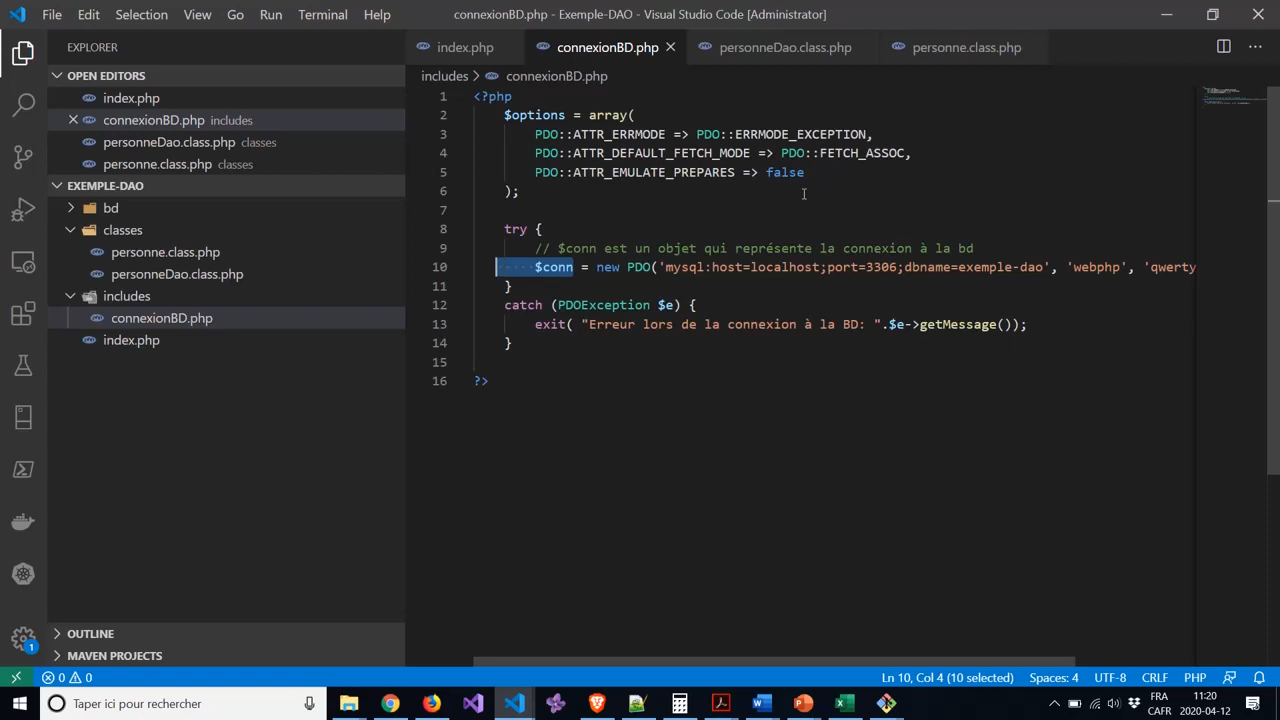 File Edit Selection View Go Run Terminal Help connexionBD.php - Exemple-DAO - Visual Studio Code [Administrator]
EXPLORER
OPEN EDITORS
index.php
connexionBD.php includes
personneDao.class.php classes
personne.class.php classes
EXEMPLE-DAO
bd
classes
personne.class.php
personneDao.class.php
includes
connexionBD.php
index.php
OUTLINE
MAVEN PROJECTS
index.php connexionBD.php personneDao.class.php personne.class.php
includes > connexionBD.php
1 <?php
2 $options = array(
3 PDO::ATTR_ERRMODE => PDO::ERRMODE_EXCEPTION,
4 PDO::ATTR_DEFAULT_FETCH_MODE => PDO::FETCH_ASSOC,
5 PDO::ATTR_EMULATE_PREPARES => false
6 );
7
8 try {
9 // $conn est un objet qui représente la connexion à la bd
10 $conn = new PDO('mysql:host=localhost;port=3306;dbname=exemple-dao', 'webphp', 'qwerty
11 }
12 catch (PDOException $e) {
13 exit( "Erreur lors de la connexion à la BD: ".$e->getMessage());
14 }
15
16 ?>
1
0 0 Ln 10, Col 4 (10 selected) Spaces: 4 UTF-8 CRLF PHP
Taper ici pour rechercher
FRA 11:20
CAFR 2020-04-12